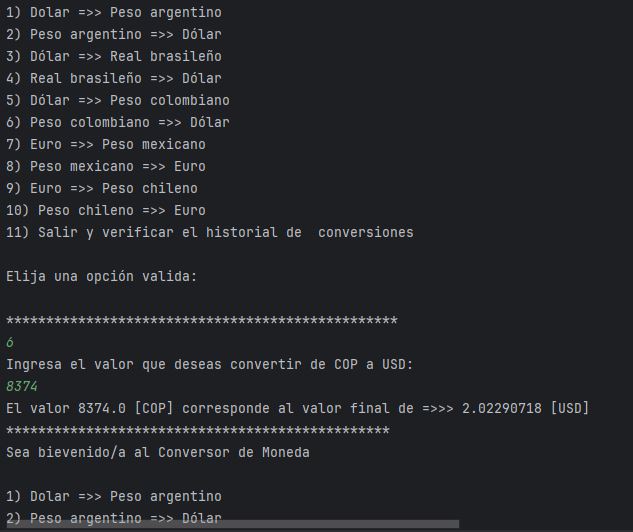 1) Dolar =>> Peso argentino
2) Peso argentino =>> Dólar
3) Dólar =>> Real brasileño
4) Real brasileño =>> Dólar
5) Dólar =>> Peso colombiano
6) Peso colombiano =>> Dólar
7) Euro =>> Peso mexicano
8) Peso mexicano =>> Euro
9) Euro =>> Peso chileno
10) Peso chileno =>> Euro
11) Salir y verificar el historial de  conversiones
Elija una opción valida:
*************************************************
6
Ingresa el valor que deseas convertir de COP a USD:
8374
El valor 8374.0 [COP] corresponde al valor final de =>>> 2.02290718 [USD]
************************************************
Sea bievenido/a al Conversor de Moneda
1) Dolar =>> Peso argentino
2) Peso argentino =>> Dólar